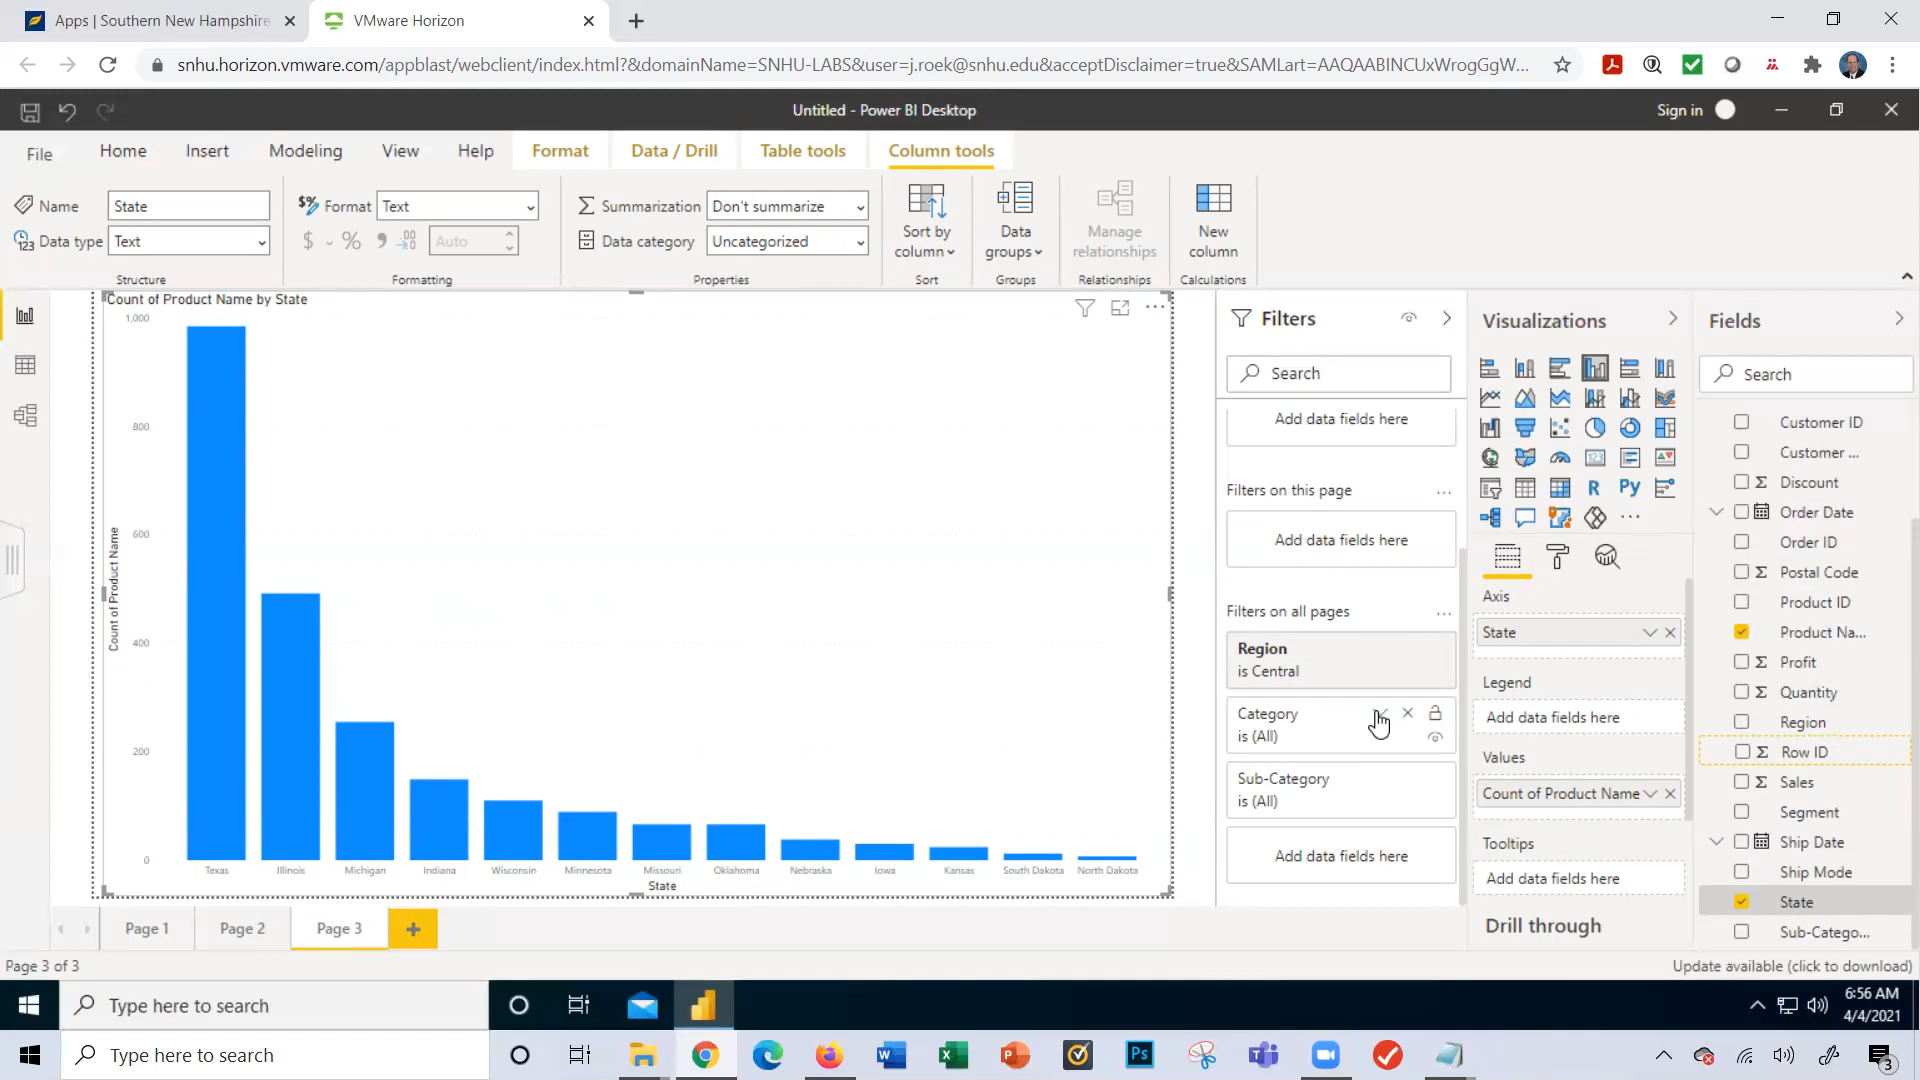 Apps | Southern New Hampshire
VMware Horizon
snhu.horizon.vmware.com/appblast/webclient/index.html?&domainName=SNHU-LABS&user=j.roek@snhu.edu&acceptDisclaimer=true&SAMLart=AAQAABINCUxWrogGgW...
Untitled - Power BI Desktop
Sign in
File
Home
Insert
Modeling
View
Help
Format
Data / Drill
Table tools
Column tools
Name
State
Format
Text
Summarization
Don't summarize
Data type
Text
$ % 9 .00
Auto
Data category
Uncategorized
Sort by
column
Data
groups
Manage
relationships
New
column
Structure
Formatting
Properties
Sort
Groups
Relationships
Calculations
Count of Product Name by State
1,000
800
600
400
200
0
Count of Product Name
Texas
Illinois
Michigan
Indiana
Wisconsin
Minnesota
Missouri
Oklahoma
Nebraska
Iowa
Kansas
South Dakota
North Dakota
State
Filters
Search
Add data fields here
Filters on this page
...
Add data fields here
Filters on all pages
...
Region
is Central
Category
is (All)
Sub-Category
is (All)
Add data fields here
Visualizations
123
R
Py
...
Axis
State
Legend
Add data fields here
Values
Count of Product Name
Tooltips
Add data fields here
Drill through
Fields
Search
Customer ID
Customer ...
Σ Discount
Order Date
Order ID
Σ Postal Code
Product ID
Product Na...
Σ Profit
Σ Quantity
Region
Σ Row ID
Σ Sales
Segment
Ship Date
Ship Mode
State
Sub-Catego...
Page 1
Page 2
Page 3
+
Page 3 of 3
Update available (click to download)
Type here to search
6:56 AM
4/4/2021
Type here to search
Ps
3